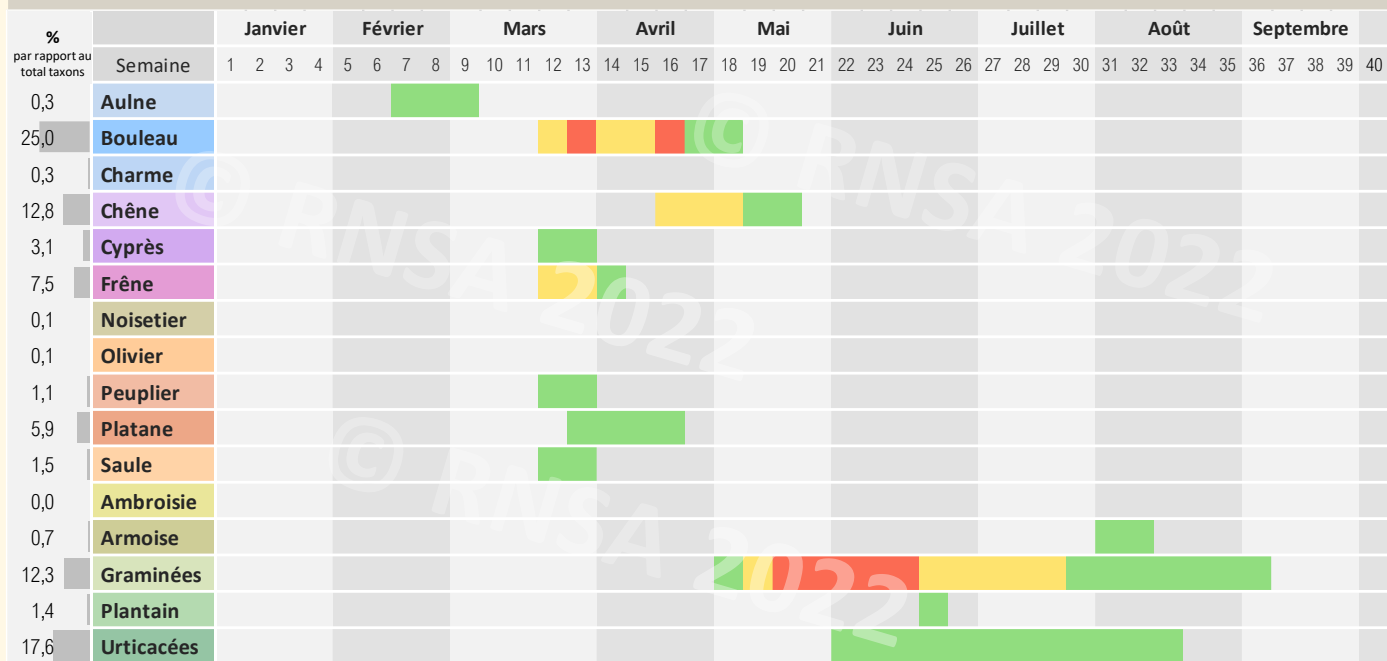 Janvier Février Mars Avril Mai Juin Juillet Août Septembre
%
par rapport au
total taxons
Semaine 1 2 3 4 5 6 7 8 9 10 11 12 13 14 15 16 17 18 19 20 21 22 23 24 25 26 27 28 29 30 31 32 33 34 35 36 37 38 39 40
0,3 Aulne
25,0 Bouleau
0,3 Charme
12,8 Chêne
3,1 Cyprès
7,5 Frêne
0,1 Noisetier
0,1 Olivier
1,1 Peuplier
5,9 Platane
1,5 Saule
0,0 Ambroisie
0,7 Armoise
12,3 Graminées
1,4 Plantain
17,6 Urticacées
© RNSA 2022
© RNSA 2022
© RNSA 2022